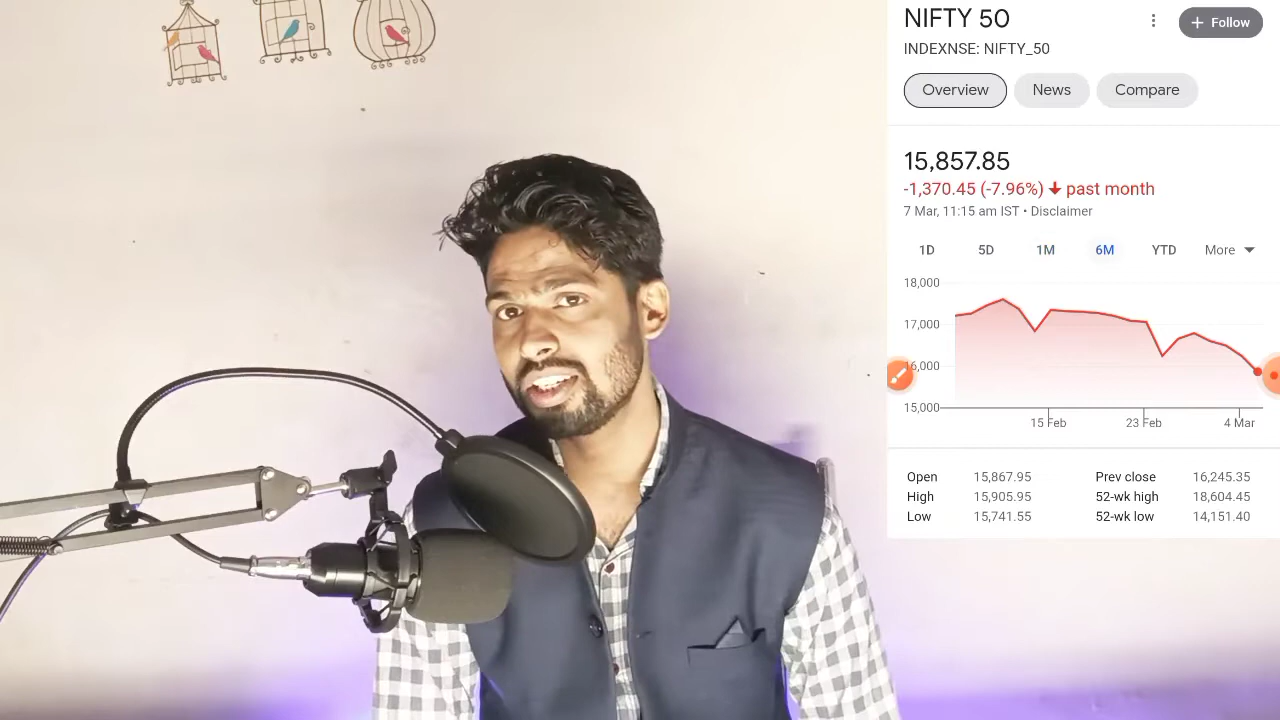 NIFTY 50
+ Follow
INDEXNSE: NIFTY_50
Overview News Compare
15,857.85
-1,370.45 (-7.96%) ↓ past month
7 Mar, 11:15 am IST • Disclaimer
1D 5D 1M 6M YTD More
18,000
17,000
16,000
15,000
15 Feb 23 Feb 4 Mar
Open 15,867.95 Prev close 16,245.35
High 15,905.95 52-wk high 18,604.45
Low 15,741.55 52-wk low 14,151.40